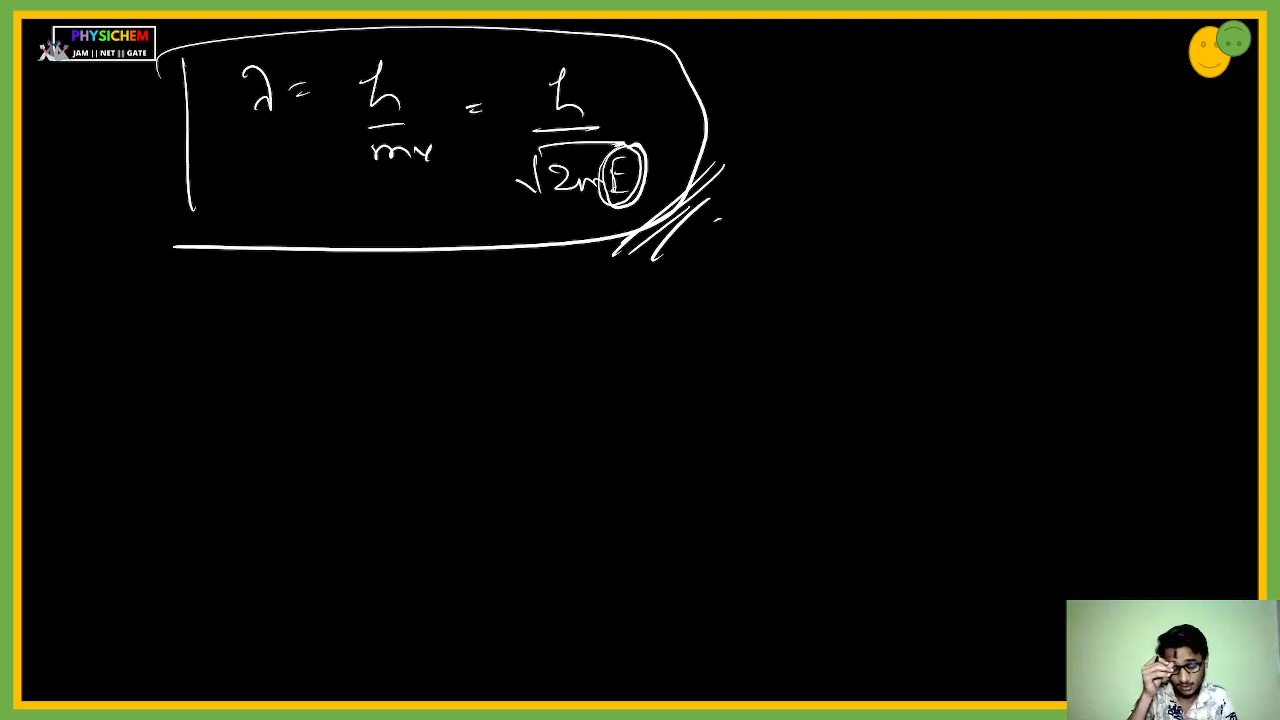 PHYSICHEM
JAM || NET || GATE
λ = h/mv = h/√2mE